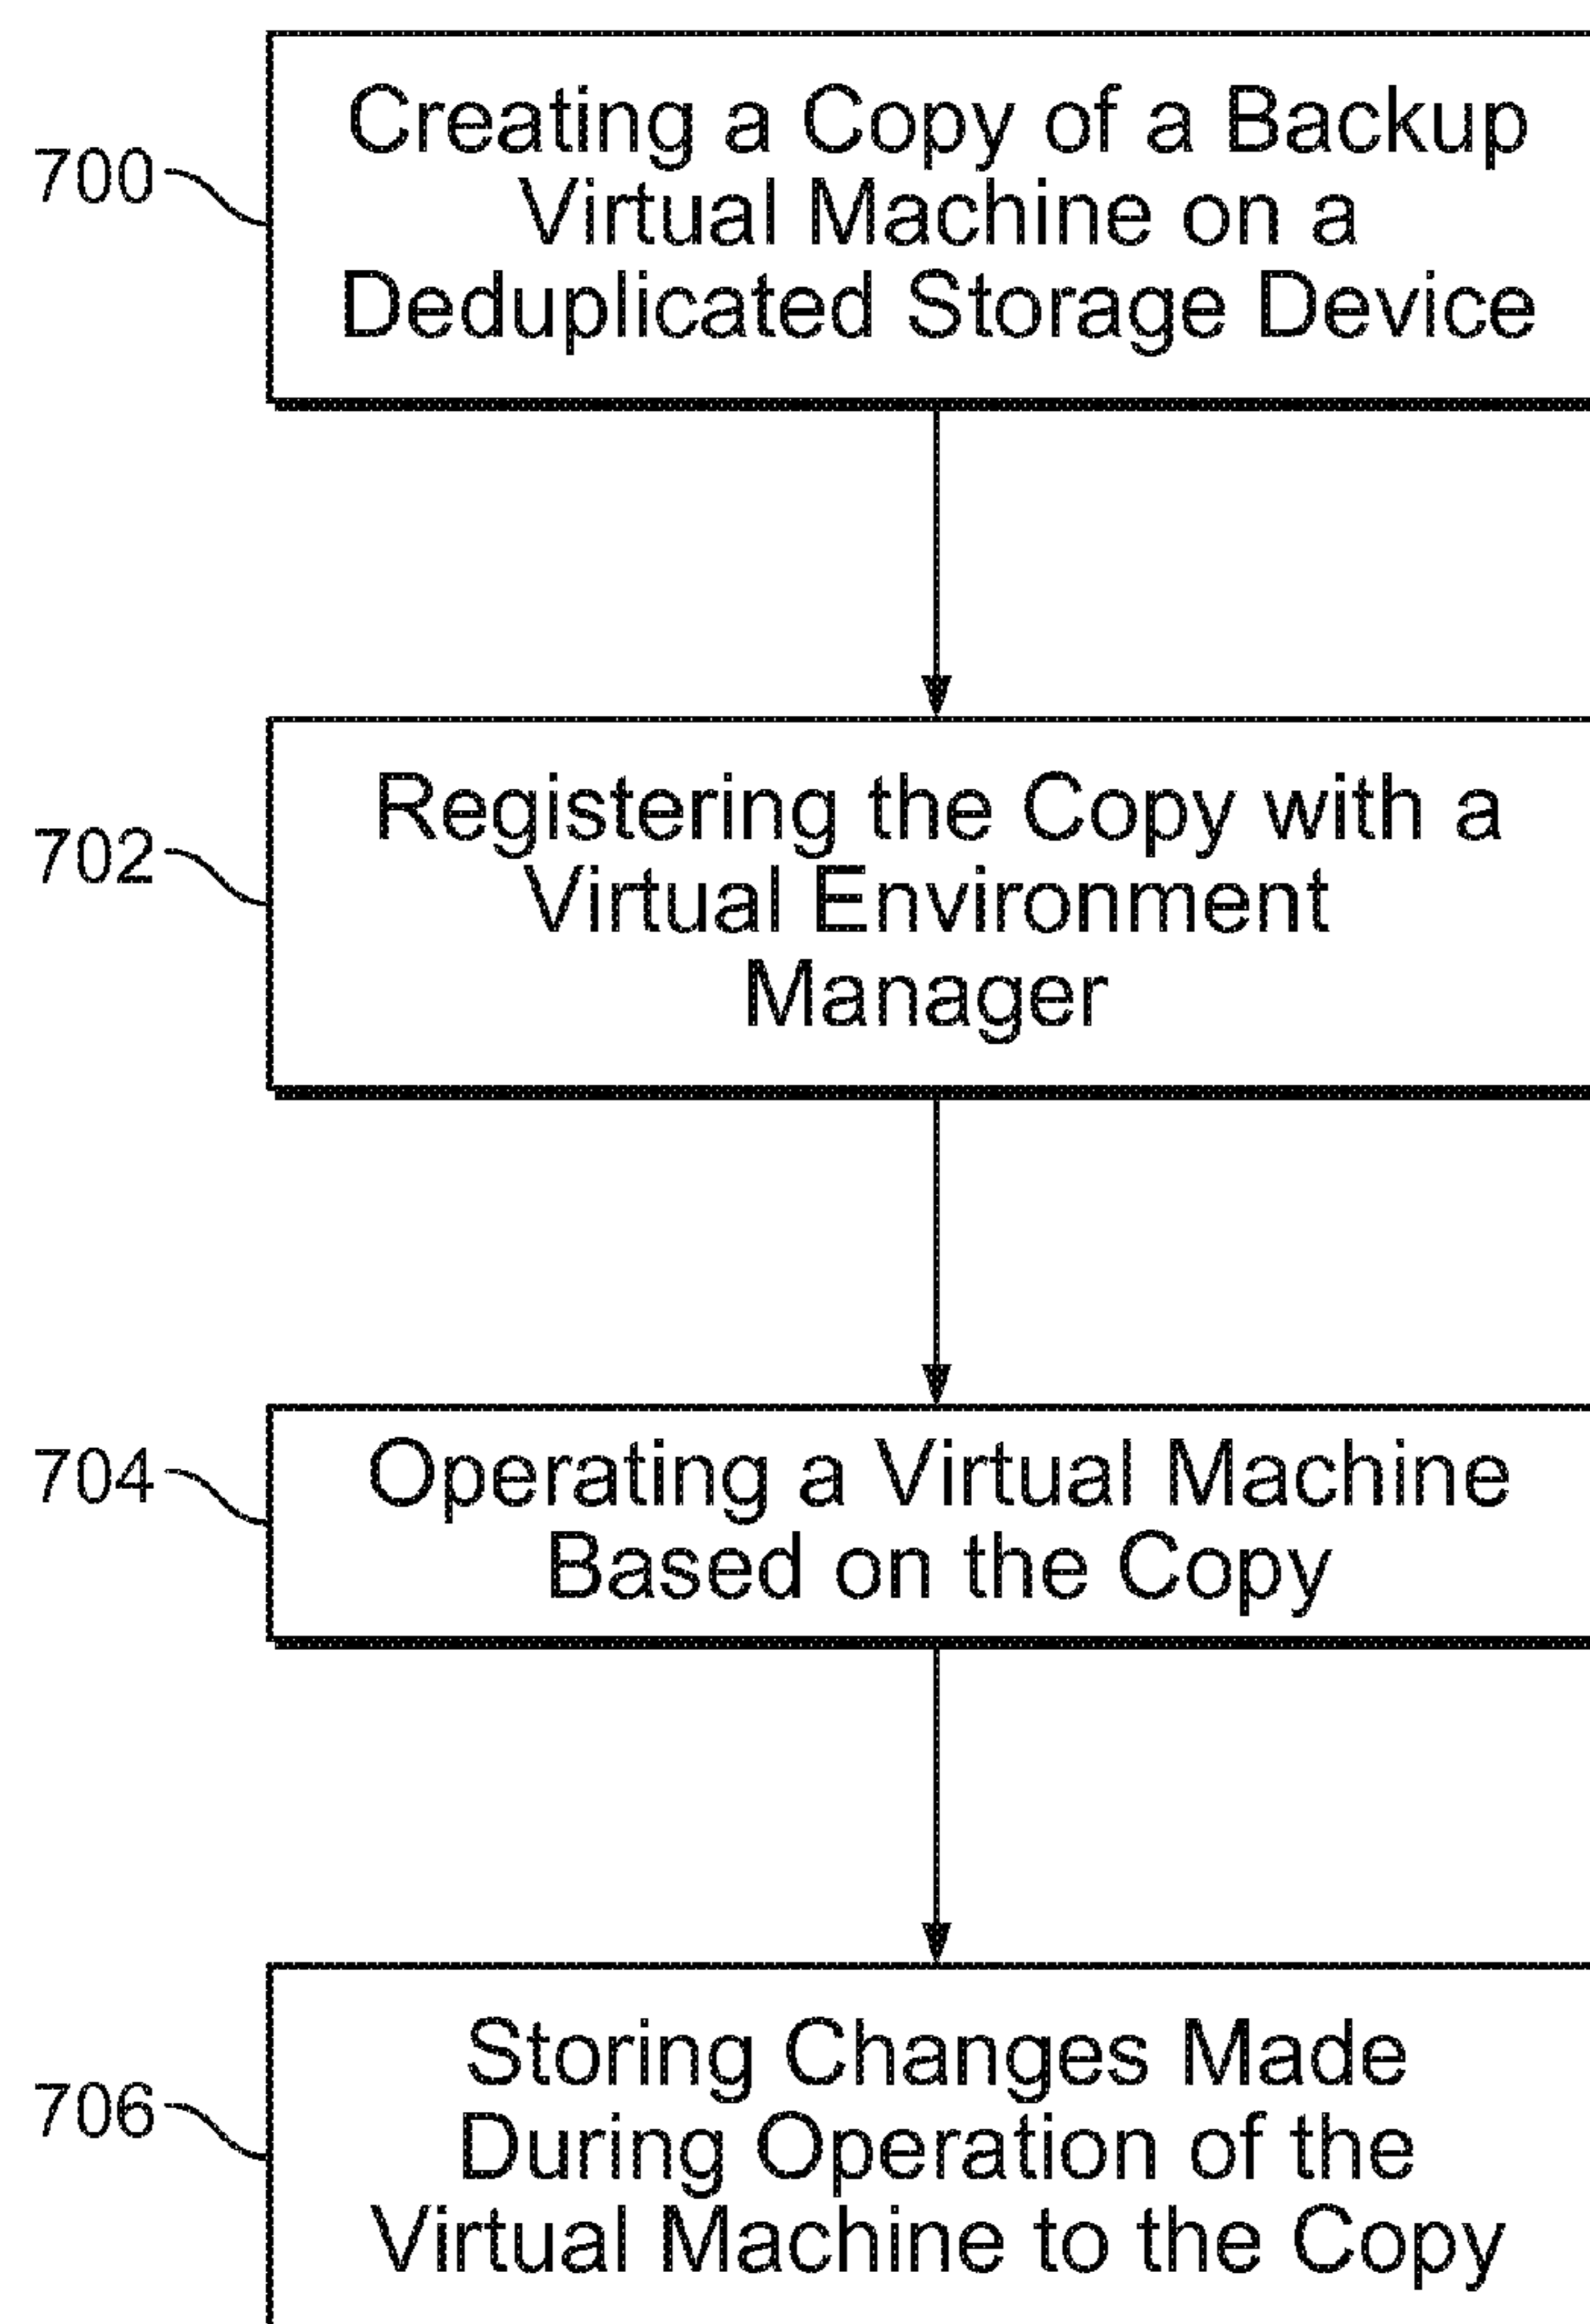 700
Creating a Copy of a Backup
Virtual Machine on a
Deduplicated Storage Device
702
Registering the Copy with a
Virtual Environment
Manager
704
Operating a Virtual Machine
Based on the Copy
706
Storing Changes Made
During Operation of the
Virtual Machine to the Copy